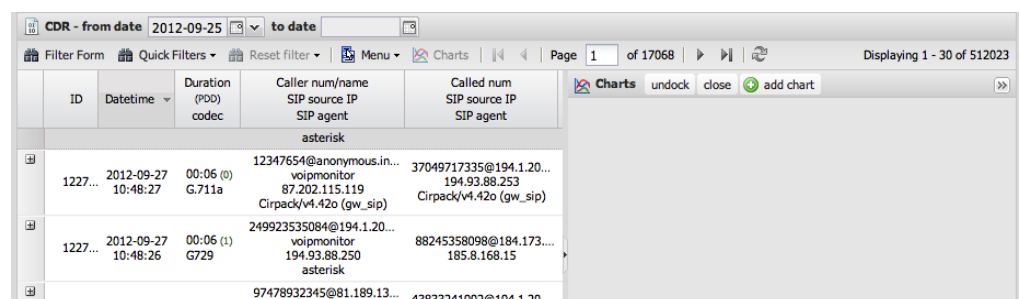 CDR - from date 2012-09-25 to date
Filter Form Quick Filters Reset filter Menu Charts Page 1 of 17068 Displaying 1 - 30 of 512023
ID Datetime Duration (PDD) codec Caller num/name SIP source IP SIP agent Called num SIP source IP SIP agent
Charts undock close add chart
asterisk
1227... 2012-09-27 10:48:27 00:06 (0) G.711a 12347654@anonymous.in... voipmonitor 87.202.115.119 Cirpack/v4.42o (gw_sip) 37049717335@194.1.20... 194.93.88.253 Cirpack/v4.42o (gw_sip)
1227... 2012-09-27 10:48:26 00:06 (1) G729 249923535084@194.1.20... voipmonitor 194.93.88.250 asterisk 88245358098@184.173.... 185.8.168.15
97478932345@81.189.13...